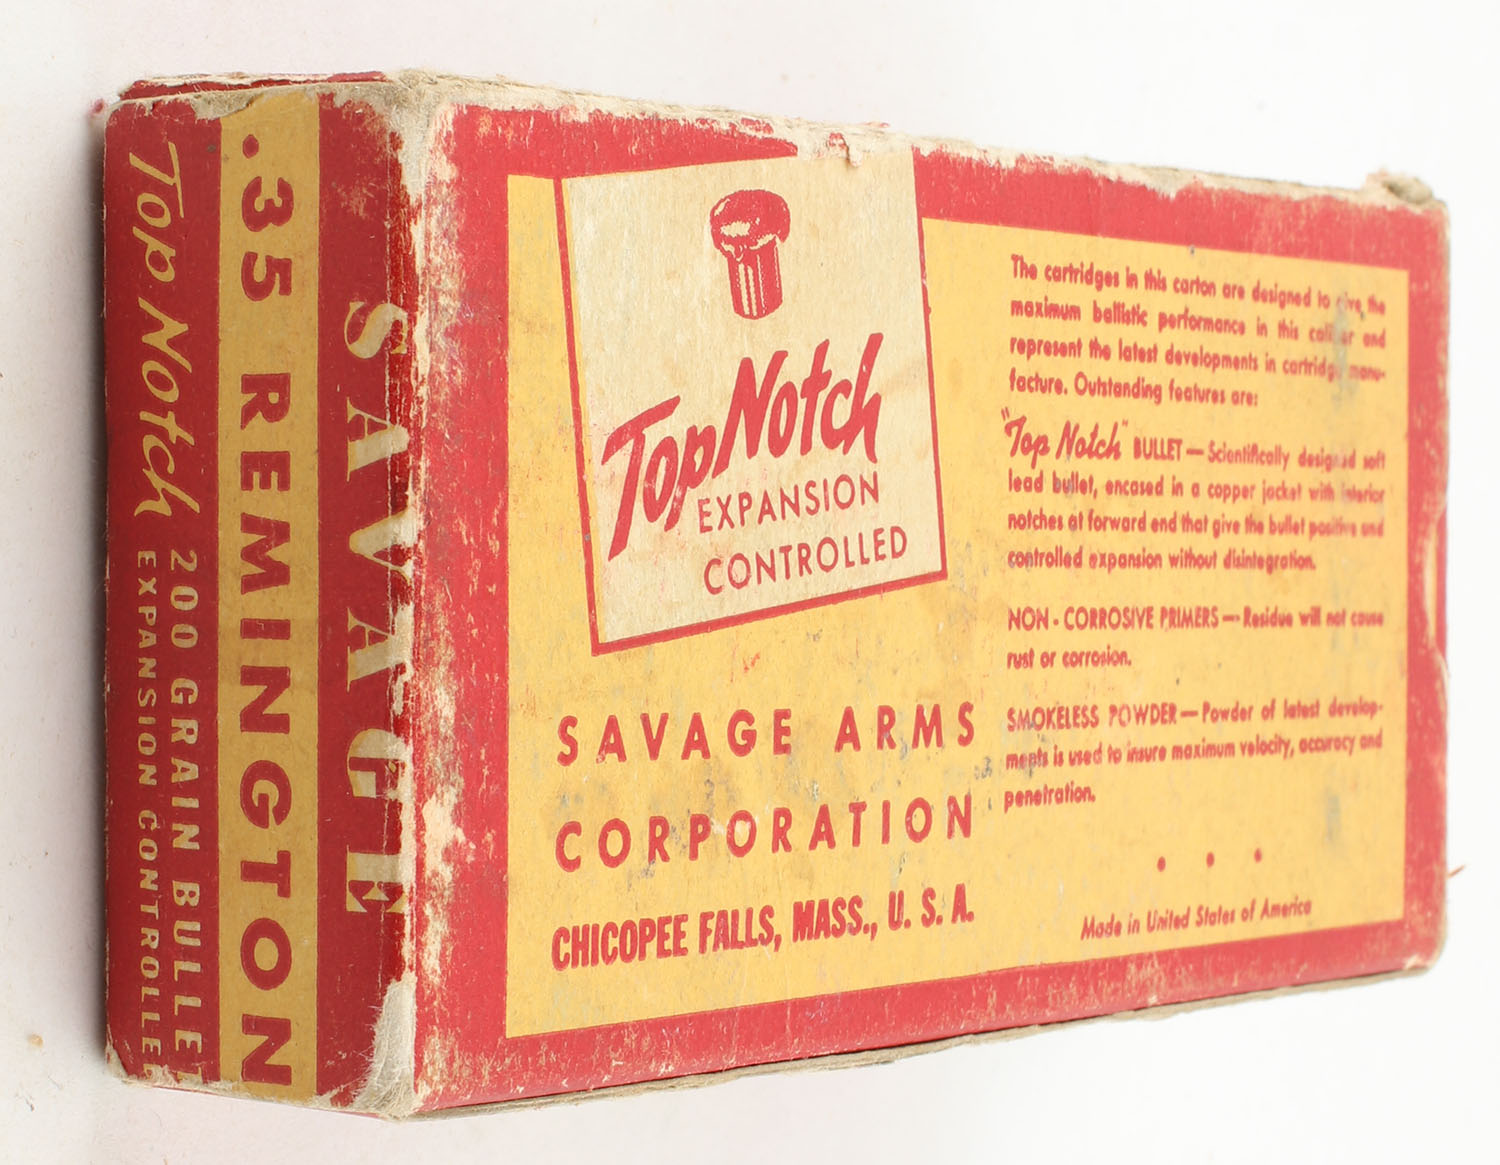 Top Notch 200 GRAIN BULLET
EXPANSION CONTROLLED
.35 REMINGTON
SAVAGE
Top Notch
EXPANSION
CONTROLLED
SAVAGE ARMS
CORPORATION
CHICOPEE FALLS, MASS., U. S. A.
The cartridges in this carton are designed to give the
maximum ballistic performance in this caliber and
represent the latest developments in cartridge manu-
facture. Outstanding features are:
"Top Notch" BULLET — Scientifically designed soft
lead bullet, encased in a copper jacket with interior
notches at forward end that give the bullet positive and
controlled expansion without disintegration.
NON-CORROSIVE PRIMERS — Residue will not cause
rust or corrosion.
SMOKELESS POWDER — Powder of latest develop-
ments is used to insure maximum velocity, accuracy and
penetration.
Made in United States of America